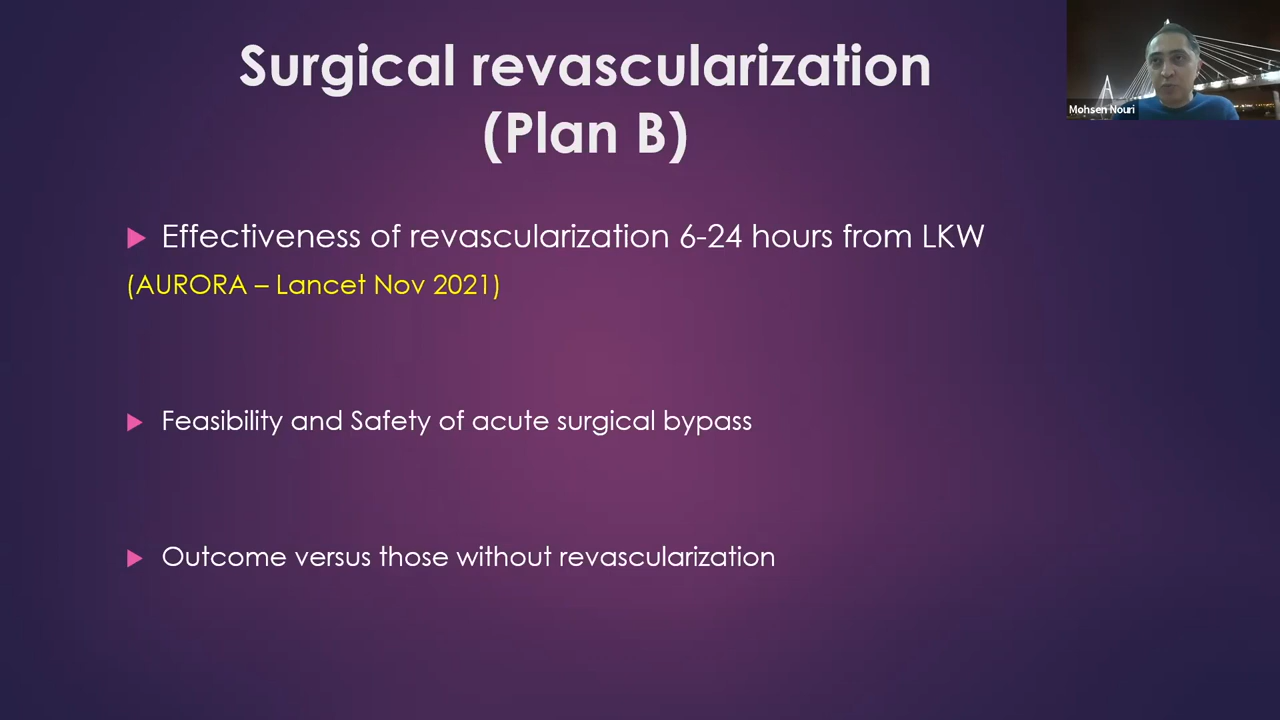 Surgical revascularization
(Plan B)
Mohsen Nouri
Effectiveness of revascularization 6-24 hours from LKW
(AURORA – Lancet Nov 2021)
Feasibility and Safety of acute surgical bypass
Outcome versus those without revascularization